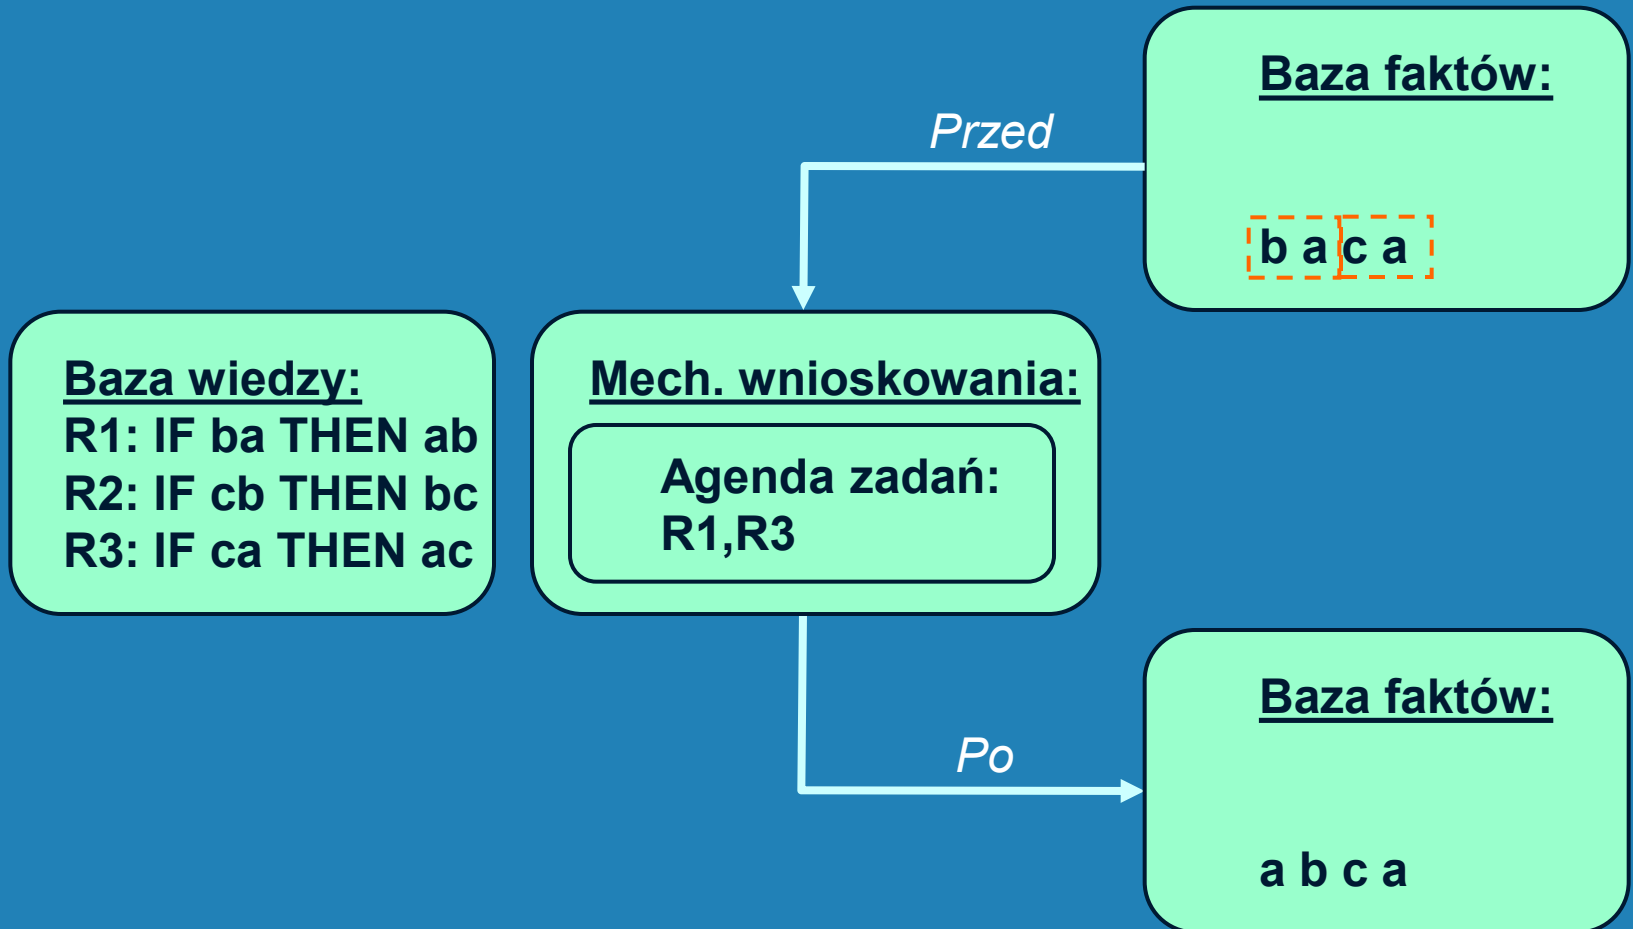 Baza faktów:
b a c a
Przed
Baza wiedzy:
R1: IF ba THEN ab
R2: IF cb THEN bc
R3: IF ca THEN ac
Mech. wnioskowania:
Agenda zadań:
R1,R3
Po
Baza faktów:
a b c a